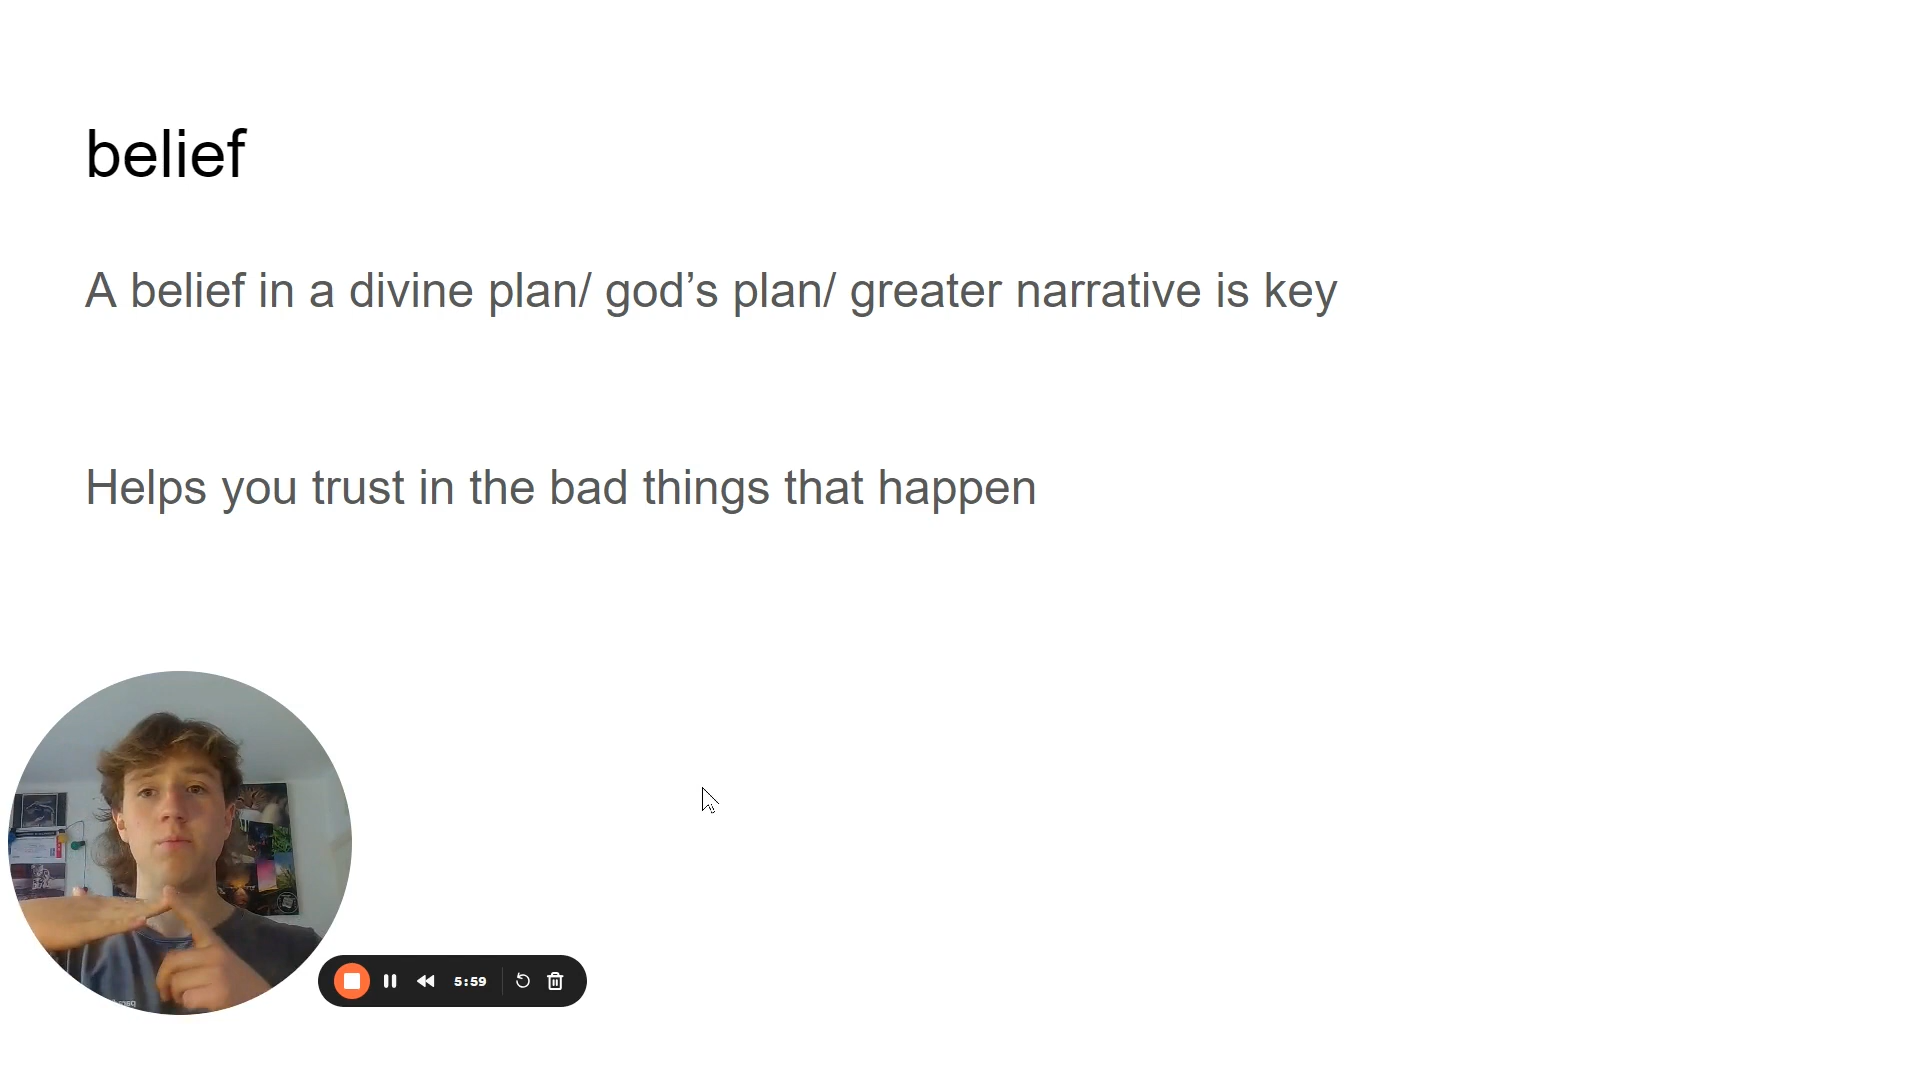 belief
A belief in a divine plan/ god’s plan/ greater narrative is key
Helps you trust in the bad things that happen
5:59